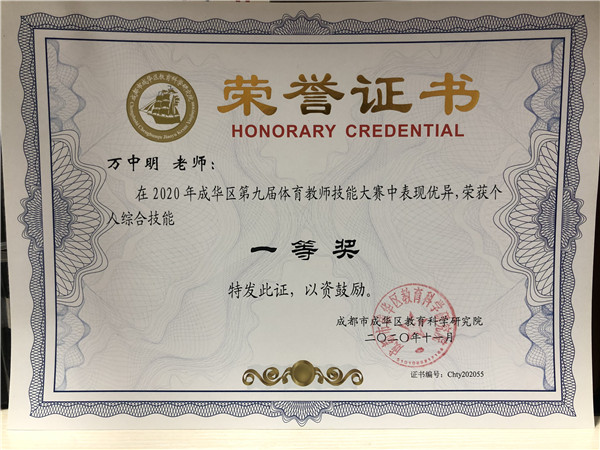 荣誉证书
HONORARY CREDENTIAL
万中明 老师：
在2020年成华区第九届体育教师技能大赛中表现优异，荣获个
人综合技能
一等奖
特发此证，以资鼓励。
成都市成华区教育科学研究院
二〇二〇年十一月
证书编号：Chty202055